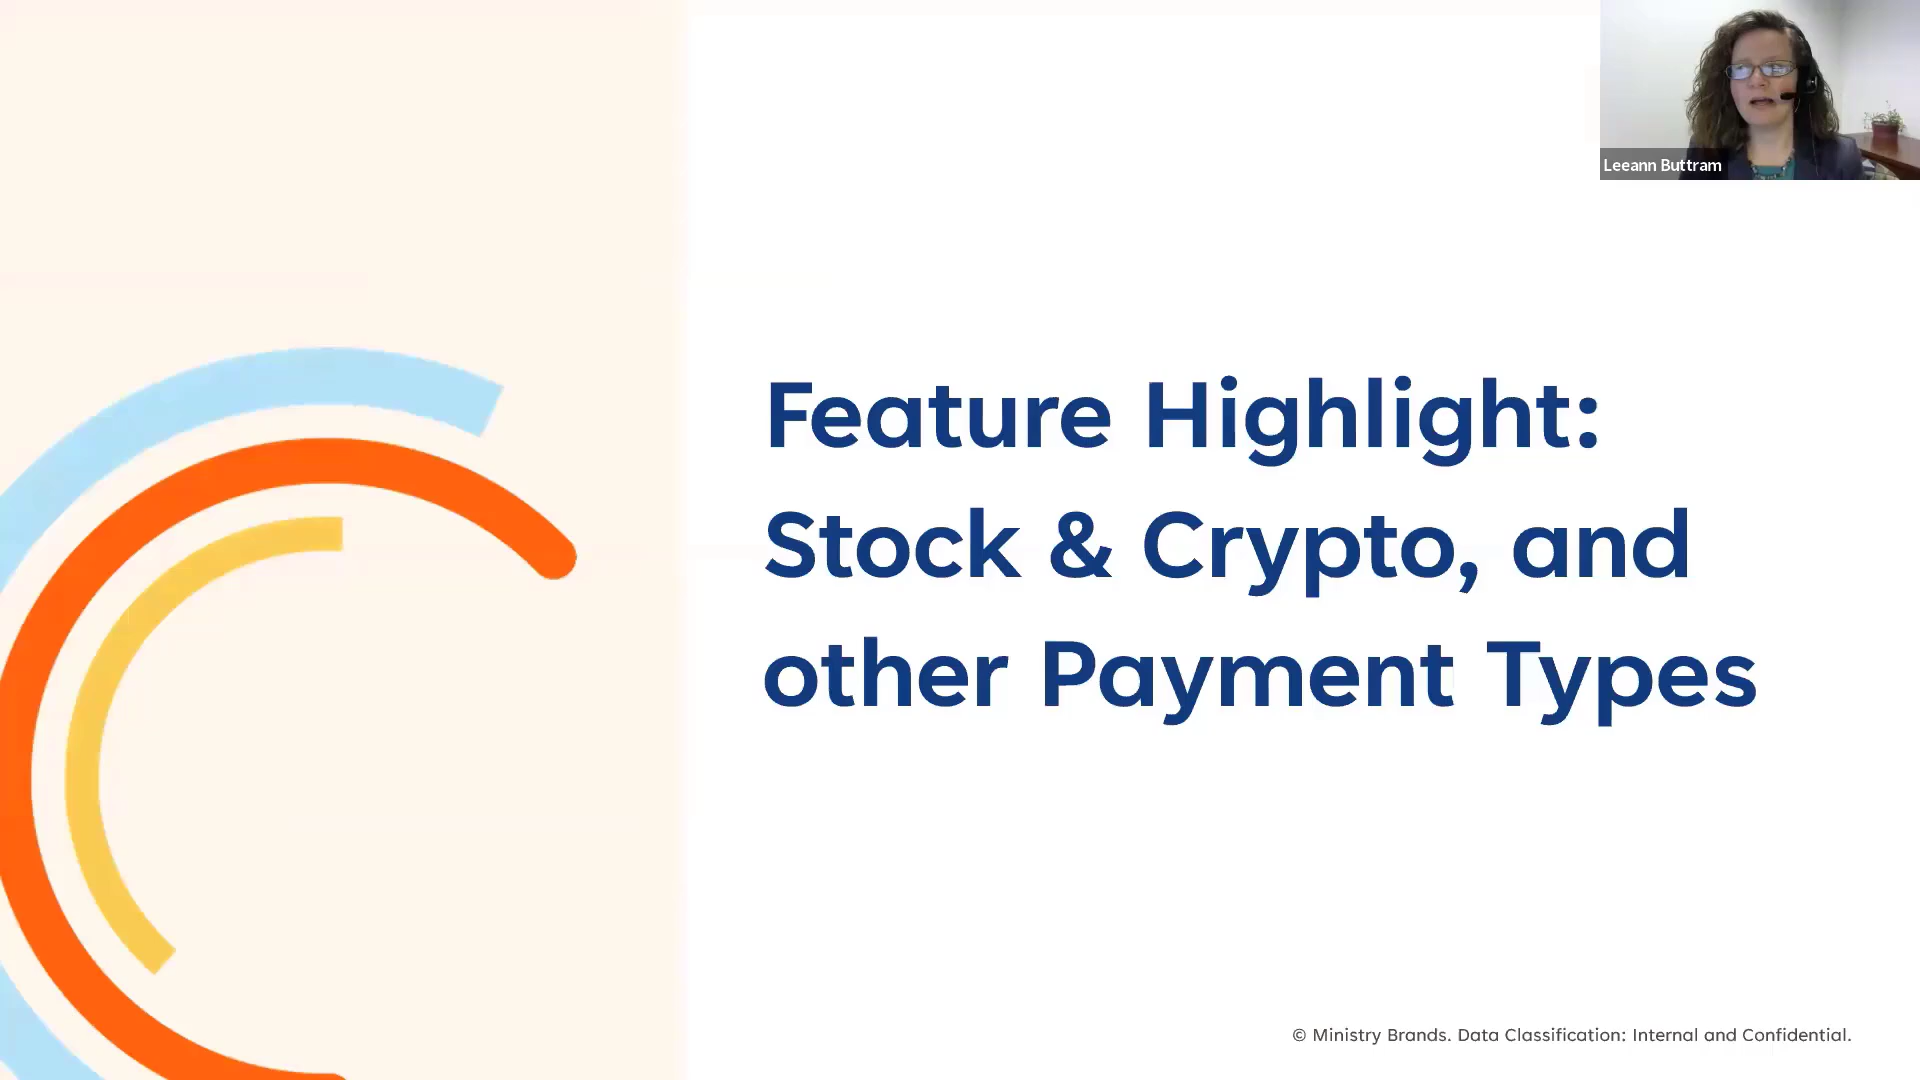 Leeann Buttram
Feature Highlight:
Stock & Crypto, and
other Payment Types
© Ministry Brands. Data Classification: Internal and Confidential.